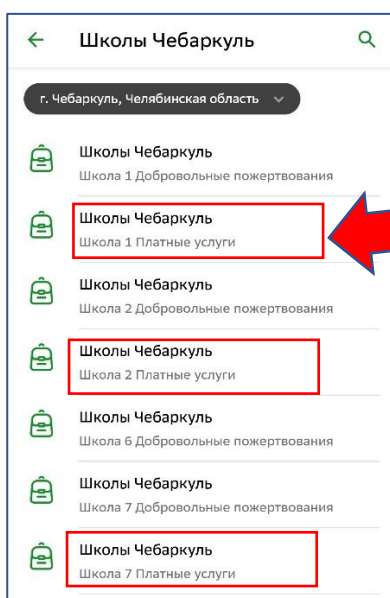 Школы Чебаркуль
г. Чебаркуль, Челябинская область
Школы Чебаркуль
Школа 1 Добровольные пожертвования
Школы Чебаркуль
Школа 1 Платные услуги
Школы Чебаркуль
Школа 2 Добровольные пожертвования
Школы Чебаркуль
Школа 2 Платные услуги
Школы Чебаркуль
Школа 6 Добровольные пожертвования
Школы Чебаркуль
Школа 7 Добровольные пожертвования
Школы Чебаркуль
Школа 7 Платные услуги